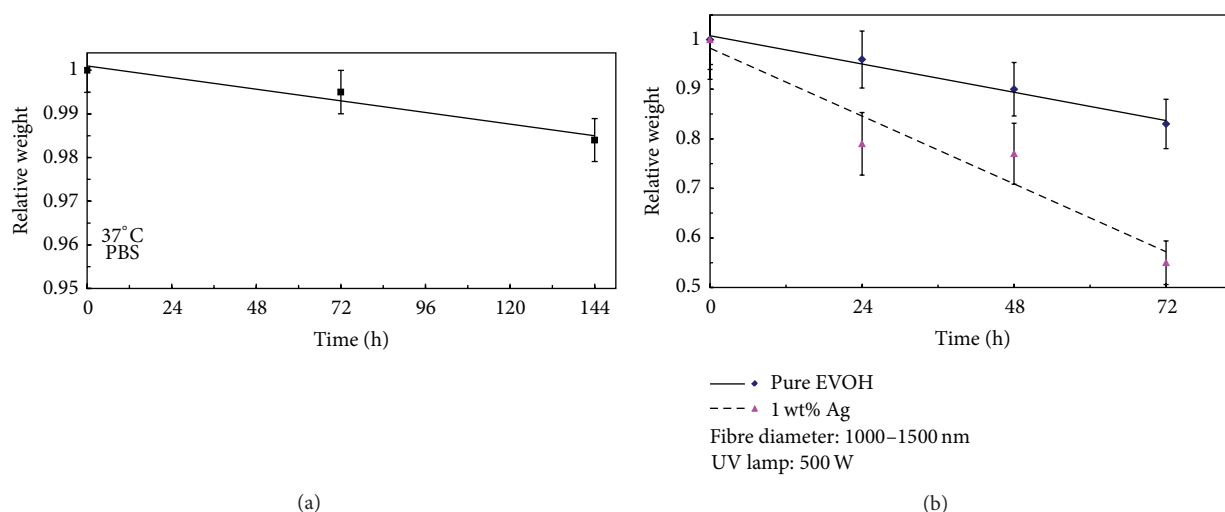 1
0.99
0.98
0.97
0.96
0.95
Relative weight
37°C
PBS
0 24 48 72 96 120 144
Time (h)
(a)
1
0.9
0.8
0.7
0.6
0.5
Relative weight
0 24 48 72
Time (h)
Pure EVOH
1 wt% Ag
Fibre diameter: 1000–1500 nm
UV lamp: 500 W
(b)